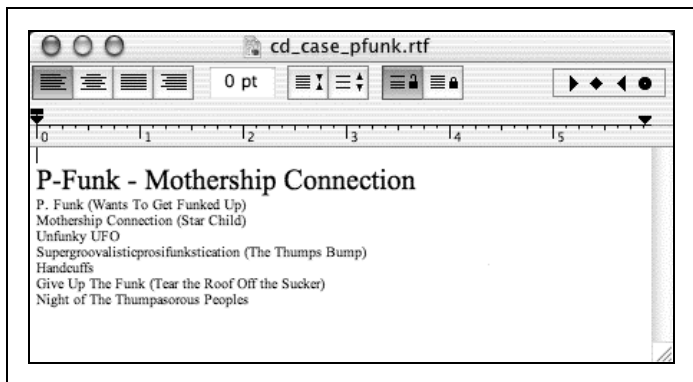 cd_case_pfunk.rtf
0 pt
0 1 2 3 4 5
P-Funk - Mothership Connection
P. Funk (Wants To Get Funked Up)
Mothership Connection (Star Child)
Unfunky UFO
Supergroovalisticprosifunkstication (The Thumps Bump)
Handcuffs
Give Up The Funk (Tear the Roof Off the Sucker)
Night of The Thumpasorous Peoples